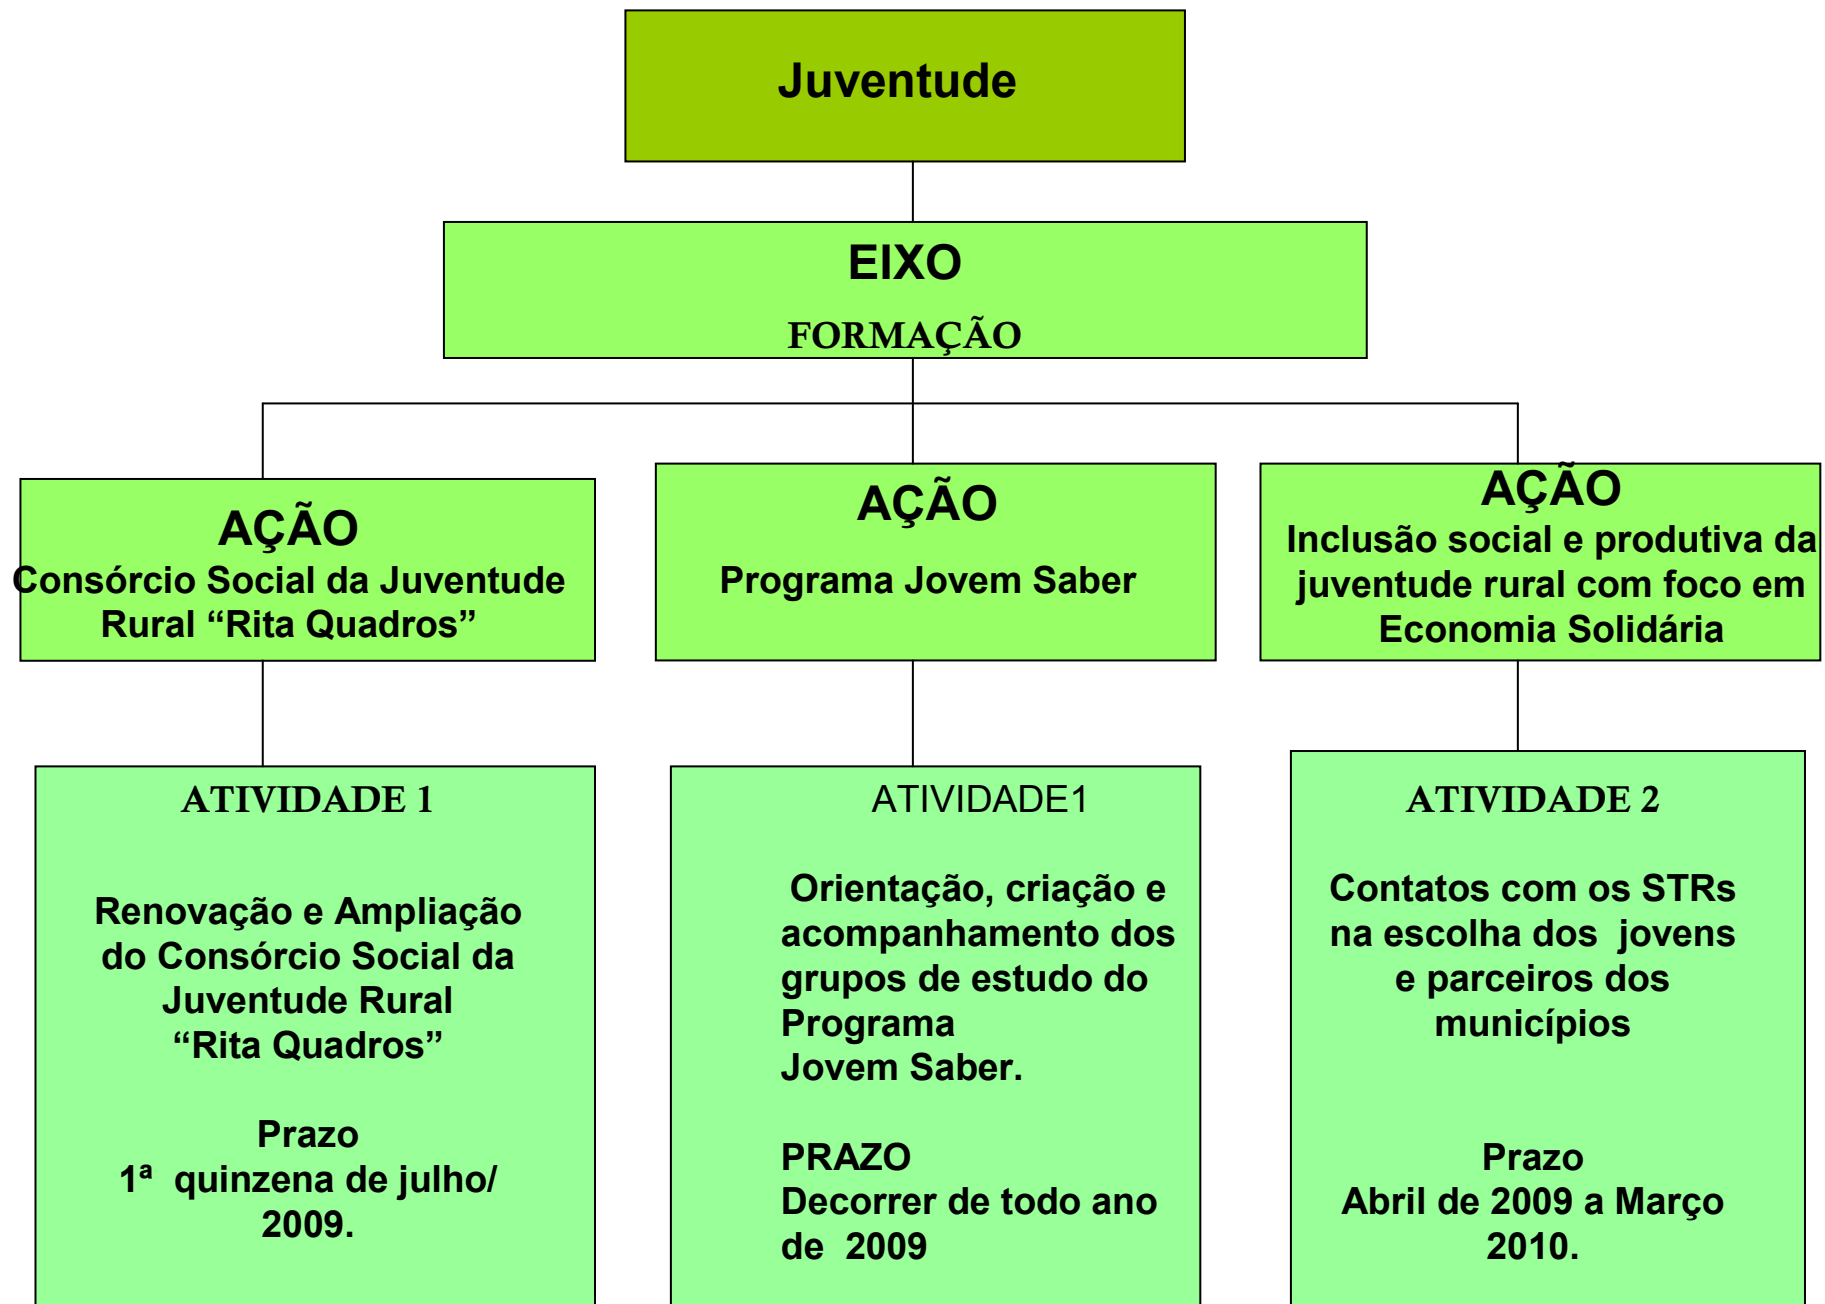 Juventude
EIXO
FORMAÇÃO
AÇÃO
Consórcio Social da Juventude
Rural “Rita Quadros”
AÇÃO
Programa Jovem Saber
AÇÃO
Inclusão social e produtiva da
juventude rural com foco em
Economia Solidária
ATIVIDADE 1
Renovação e Ampliação
do Consórcio Social da
Juventude Rural
“Rita Quadros”
Prazo
1ª quinzena de julho/
2009.
ATIVIDADE1
Orientação, criação e
acompanhamento dos
grupos de estudo do
Programa
Jovem Saber.
PRAZO
Decorrer de todo ano
de 2009
ATIVIDADE 2
Contatos com os STRs
na escolha dos jovens
e parceiros dos
municípios
Prazo
Abril de 2009 a Março
2010.